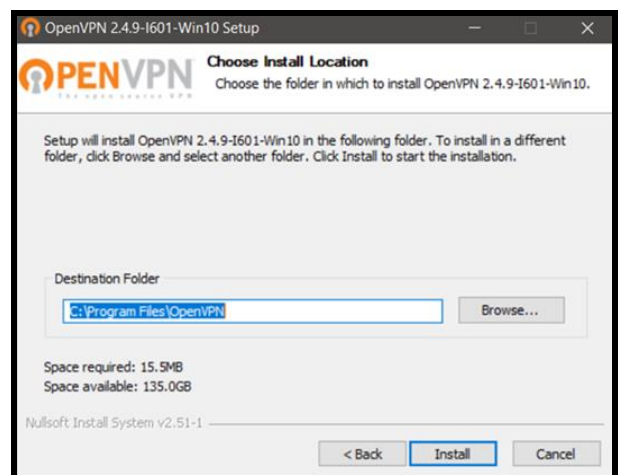 OpenVPN 2.4.9-I601-Win10 Setup
OPENVPN
The open source VPN
Choose Install Location
Choose the folder in which to install OpenVPN 2.4.9-I601-Win10.
Setup will install OpenVPN 2.4.9-I601-Win10 in the following folder. To install in a different
folder, click Browse and select another folder. Click Install to start the installation.
Destination Folder
C:\Program Files\OpenVPN
Browse...
Space required: 15.5MB
Space available: 135.0GB
Nullsoft Install System v2.51-1
< Back
Install
Cancel